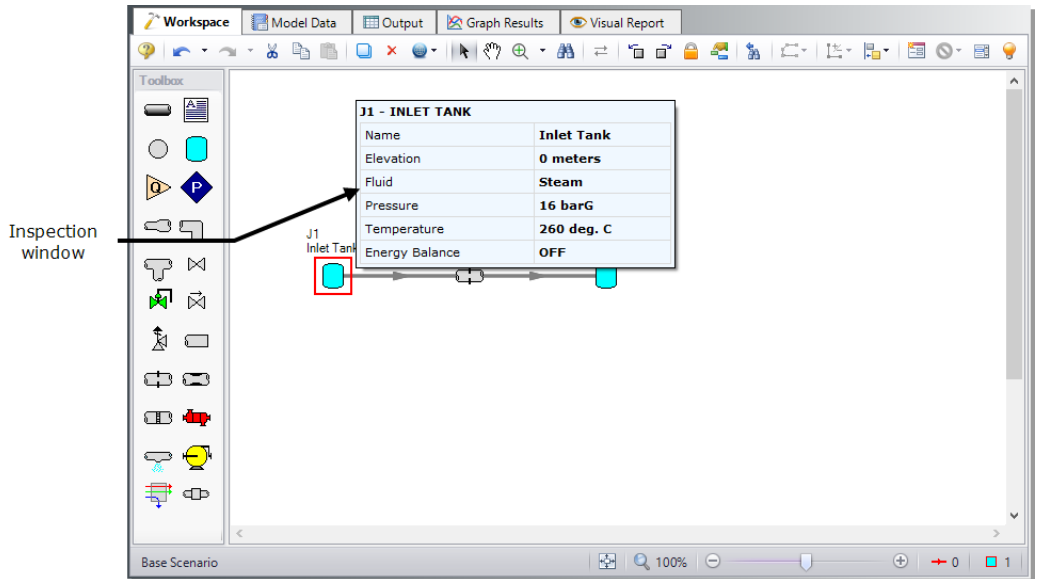 Workspace
Model Data
Output
Graph Results
Visual Report
Toolbox
A
Q
P
Inspection
window
J1 - INLET TANK
Name Inlet Tank
Elevation 0 meters
Fluid Steam
Pressure 16 barG
Temperature 260 deg. C
Energy Balance OFF
J1
Inlet Tank
Base Scenario
100%
0
1